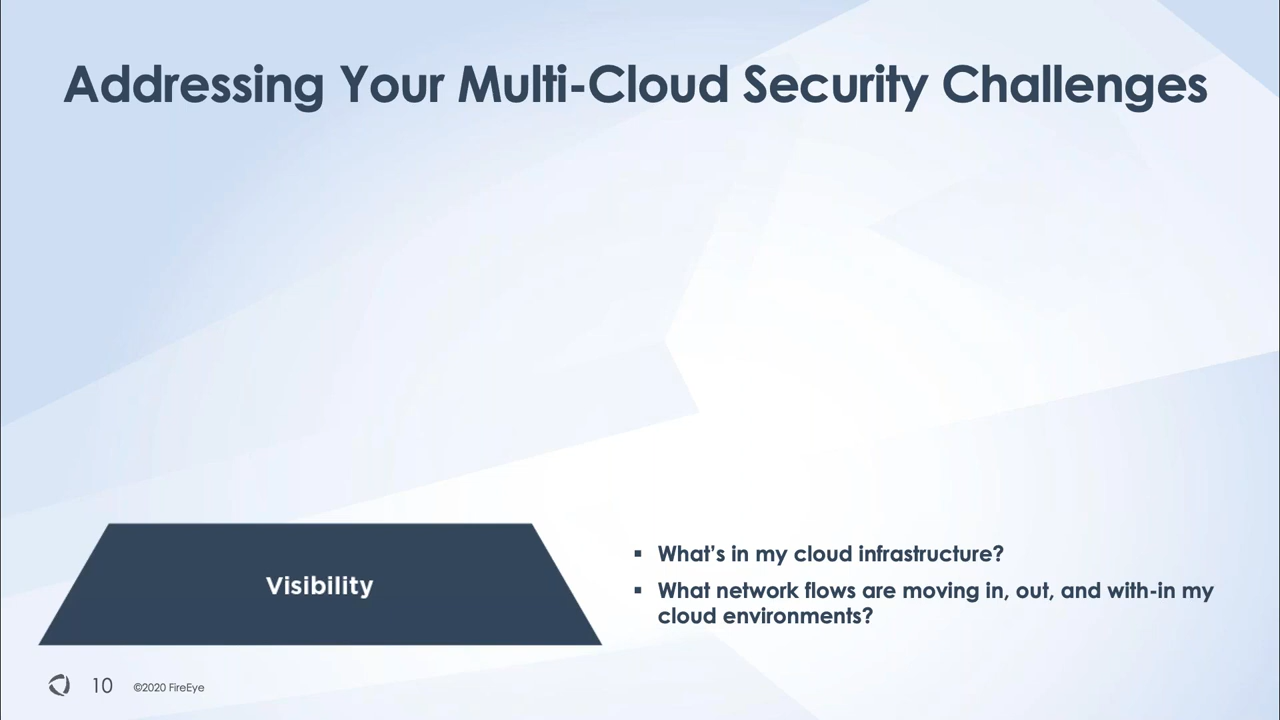 Addressing Your Multi-Cloud Security Challenges
Visibility
▪ What's in my cloud infrastructure?
▪ What network flows are moving in, out, and with-in my
cloud environments?
10 ©2020 FireEye